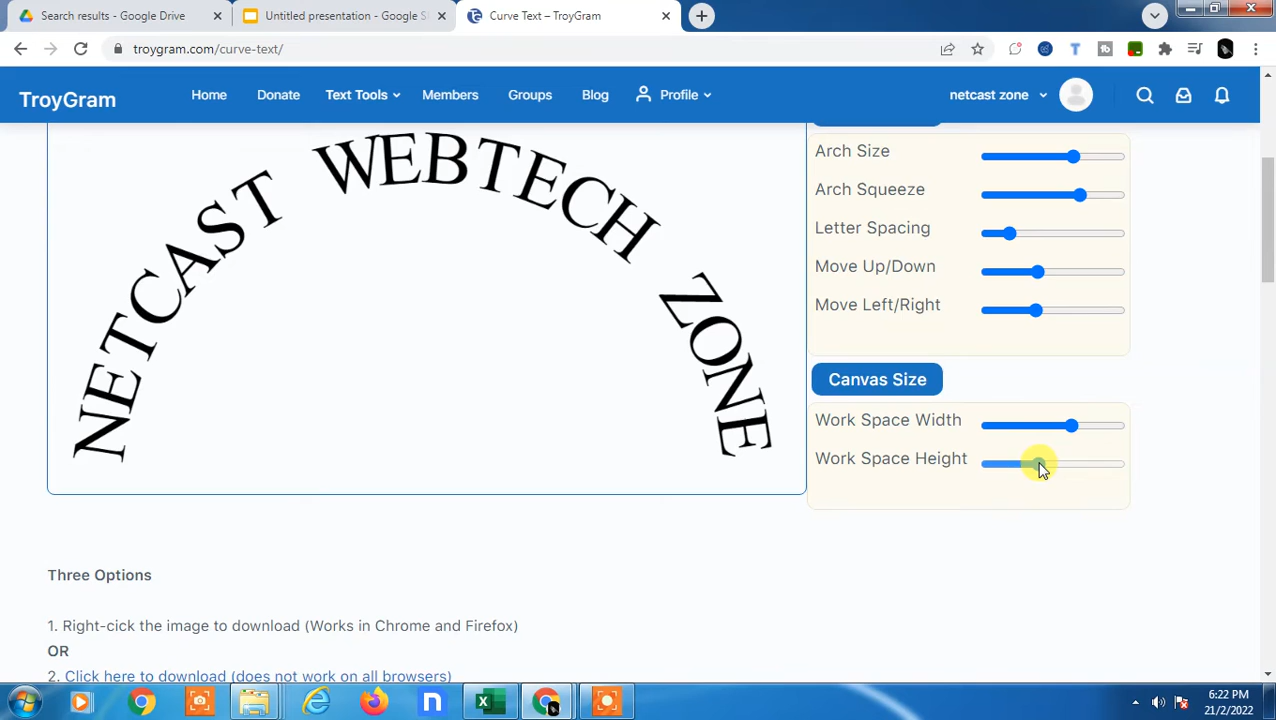 Search results - Google Drive
Untitled presentation - Google Sl
Curve Text – TroyGram
troygram.com/curve-text/
TroyGram
Home
Donate
Text Tools
Members
Groups
Blog
Profile
netcast zone
NETCAST WEBTECH ZONE
Arch Size
Arch Squeeze
Letter Spacing
Move Up/Down
Move Left/Right
Canvas Size
Work Space Width
Work Space Height
Three Options
1. Right-cick the image to download (Works in Chrome and Firefox)
OR
2. Click here to download (does not work on all browsers)
6:22 PM
21/2/2022